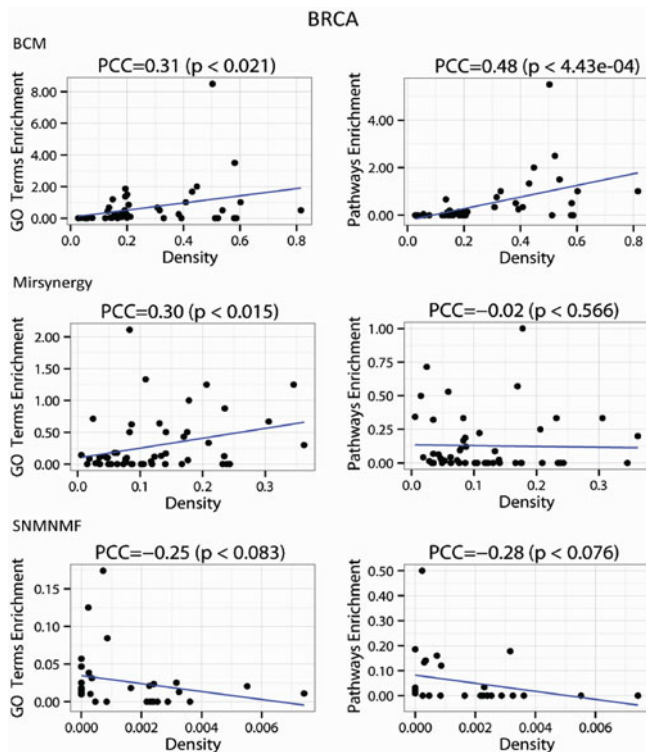 BRCA
BCM
PCC=0.31 (p < 0.021)
GO Terms Enrichment
8.00
6.00
4.00
2.00
0.00
0.0 0.2 0.4 0.6 0.8
Density
PCC=0.48 (p < 4.43e-04)
Pathways Enrichment
4.00
2.00
0.00
0.0 0.2 0.4 0.6 0.8
Density
Mirsynergy
PCC=0.30 (p < 0.015)
GO Terms Enrichment
2.00
1.50
1.00
0.50
0.00
0.0 0.1 0.2 0.3
Density
PCC=−0.02 (p < 0.566)
Pathways Enrichment
1.00
0.75
0.50
0.25
0.00
0.0 0.1 0.2 0.3
Density
SNMNMF
PCC=−0.25 (p < 0.083)
GO Terms Enrichment
0.15
0.10
0.05
0.00
0.000 0.002 0.004 0.006
Density
PCC=−0.28 (p < 0.076)
Pathways Enrichment
0.50
0.40
0.30
0.20
0.10
0.00
0.000 0.002 0.004 0.006
Density